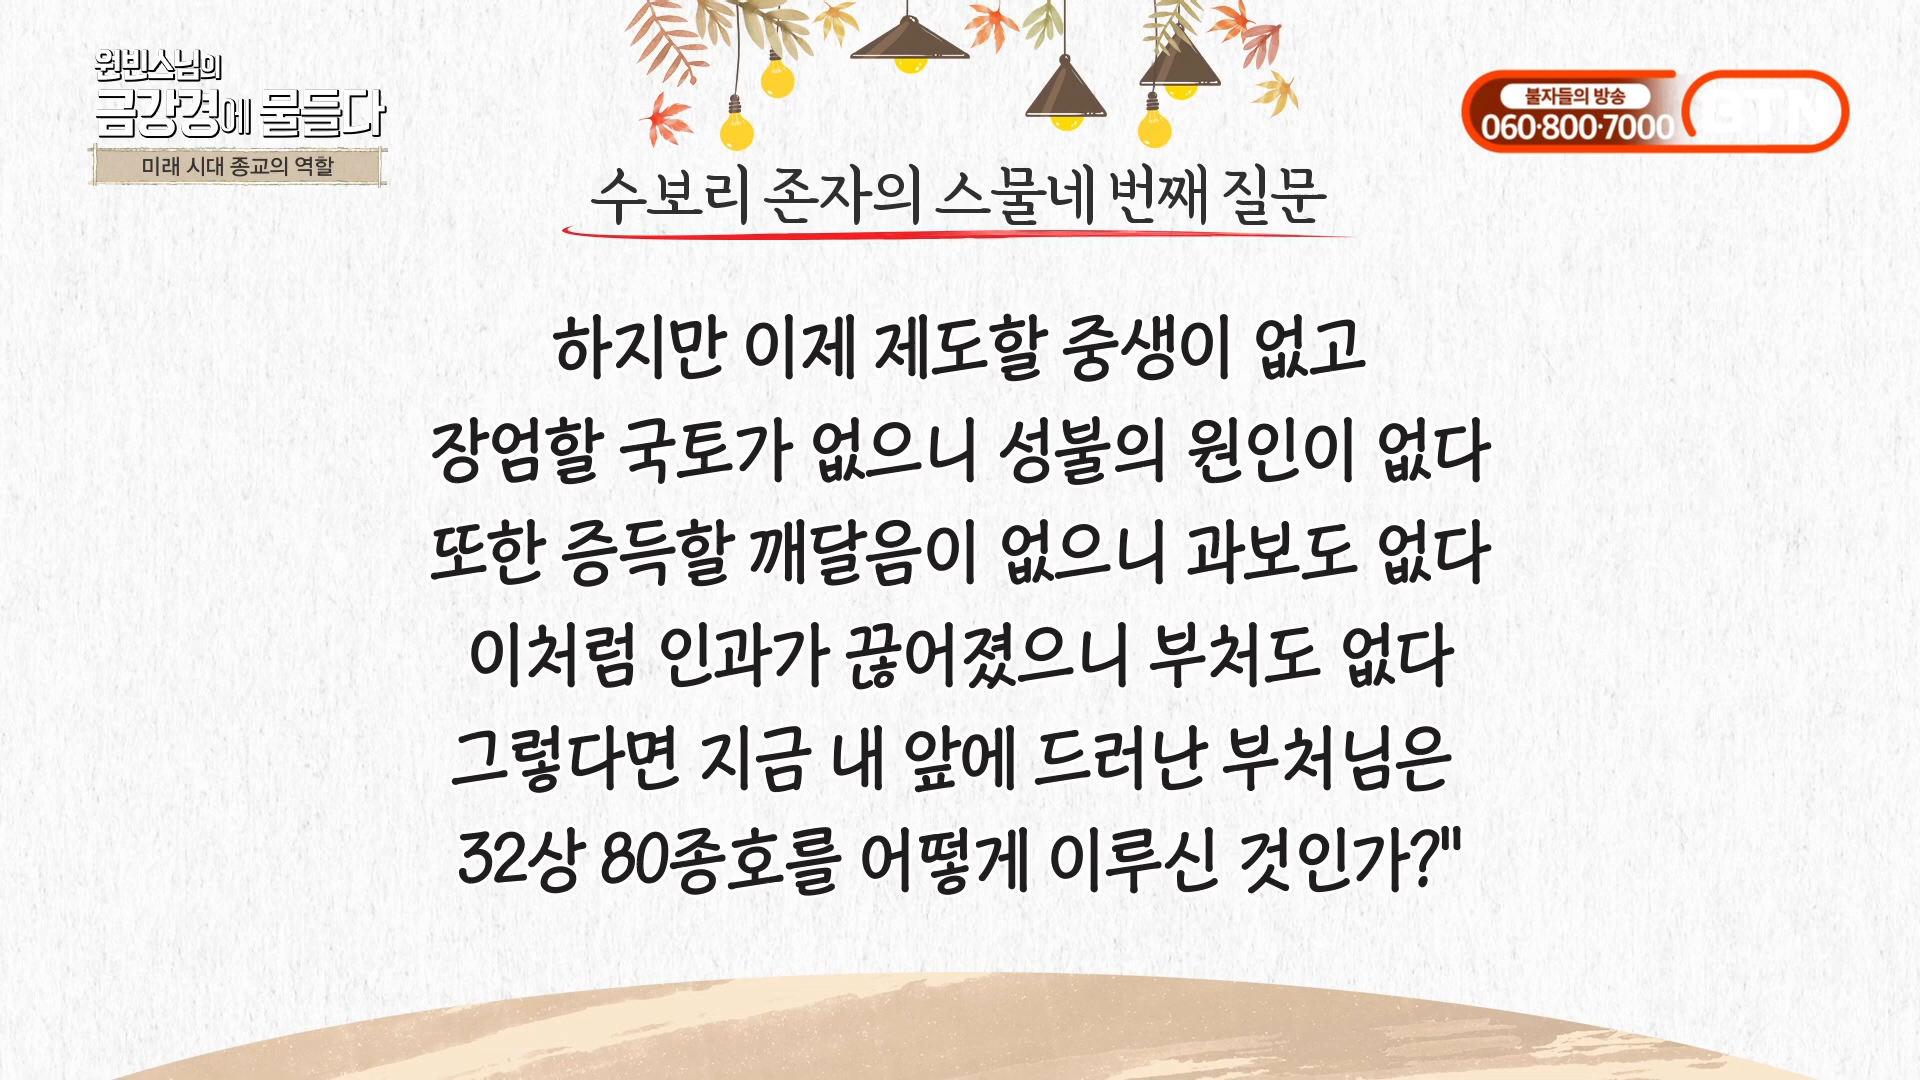 원빈스님의
금강경에 물들다
미래 시대 종교의 역할
불자들의 방송
060·800·7000
BTN
수보리 존자의 스물네 번째 질문
하지만 이제 제도할 중생이 없고
장엄할 국토가 없으니 성불의 원인이 없다
또한 증득할 깨달음이 없으니 과보도 없다
이처럼 인과가 끊어졌으니 부처도 없다
그렇다면 지금 내 앞에 드러난 부처님은
32상 80종호를 어떻게 이루신 것인가?"